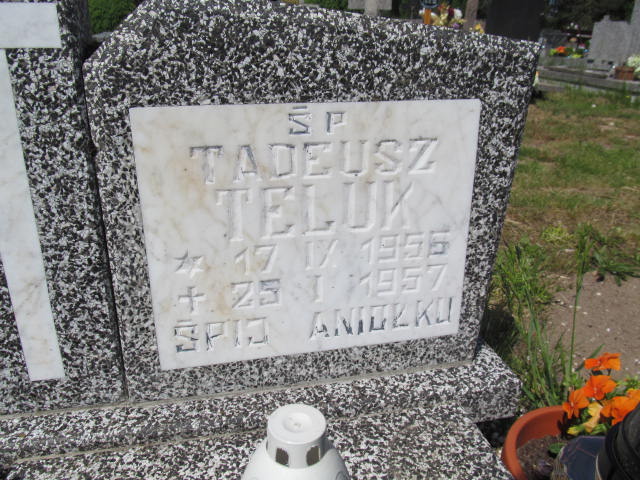 ŚP
TADEUSZ
TELUK
* 17 IX 1956
+ 25 I 1957
ŚPIJ ANIOŁKU